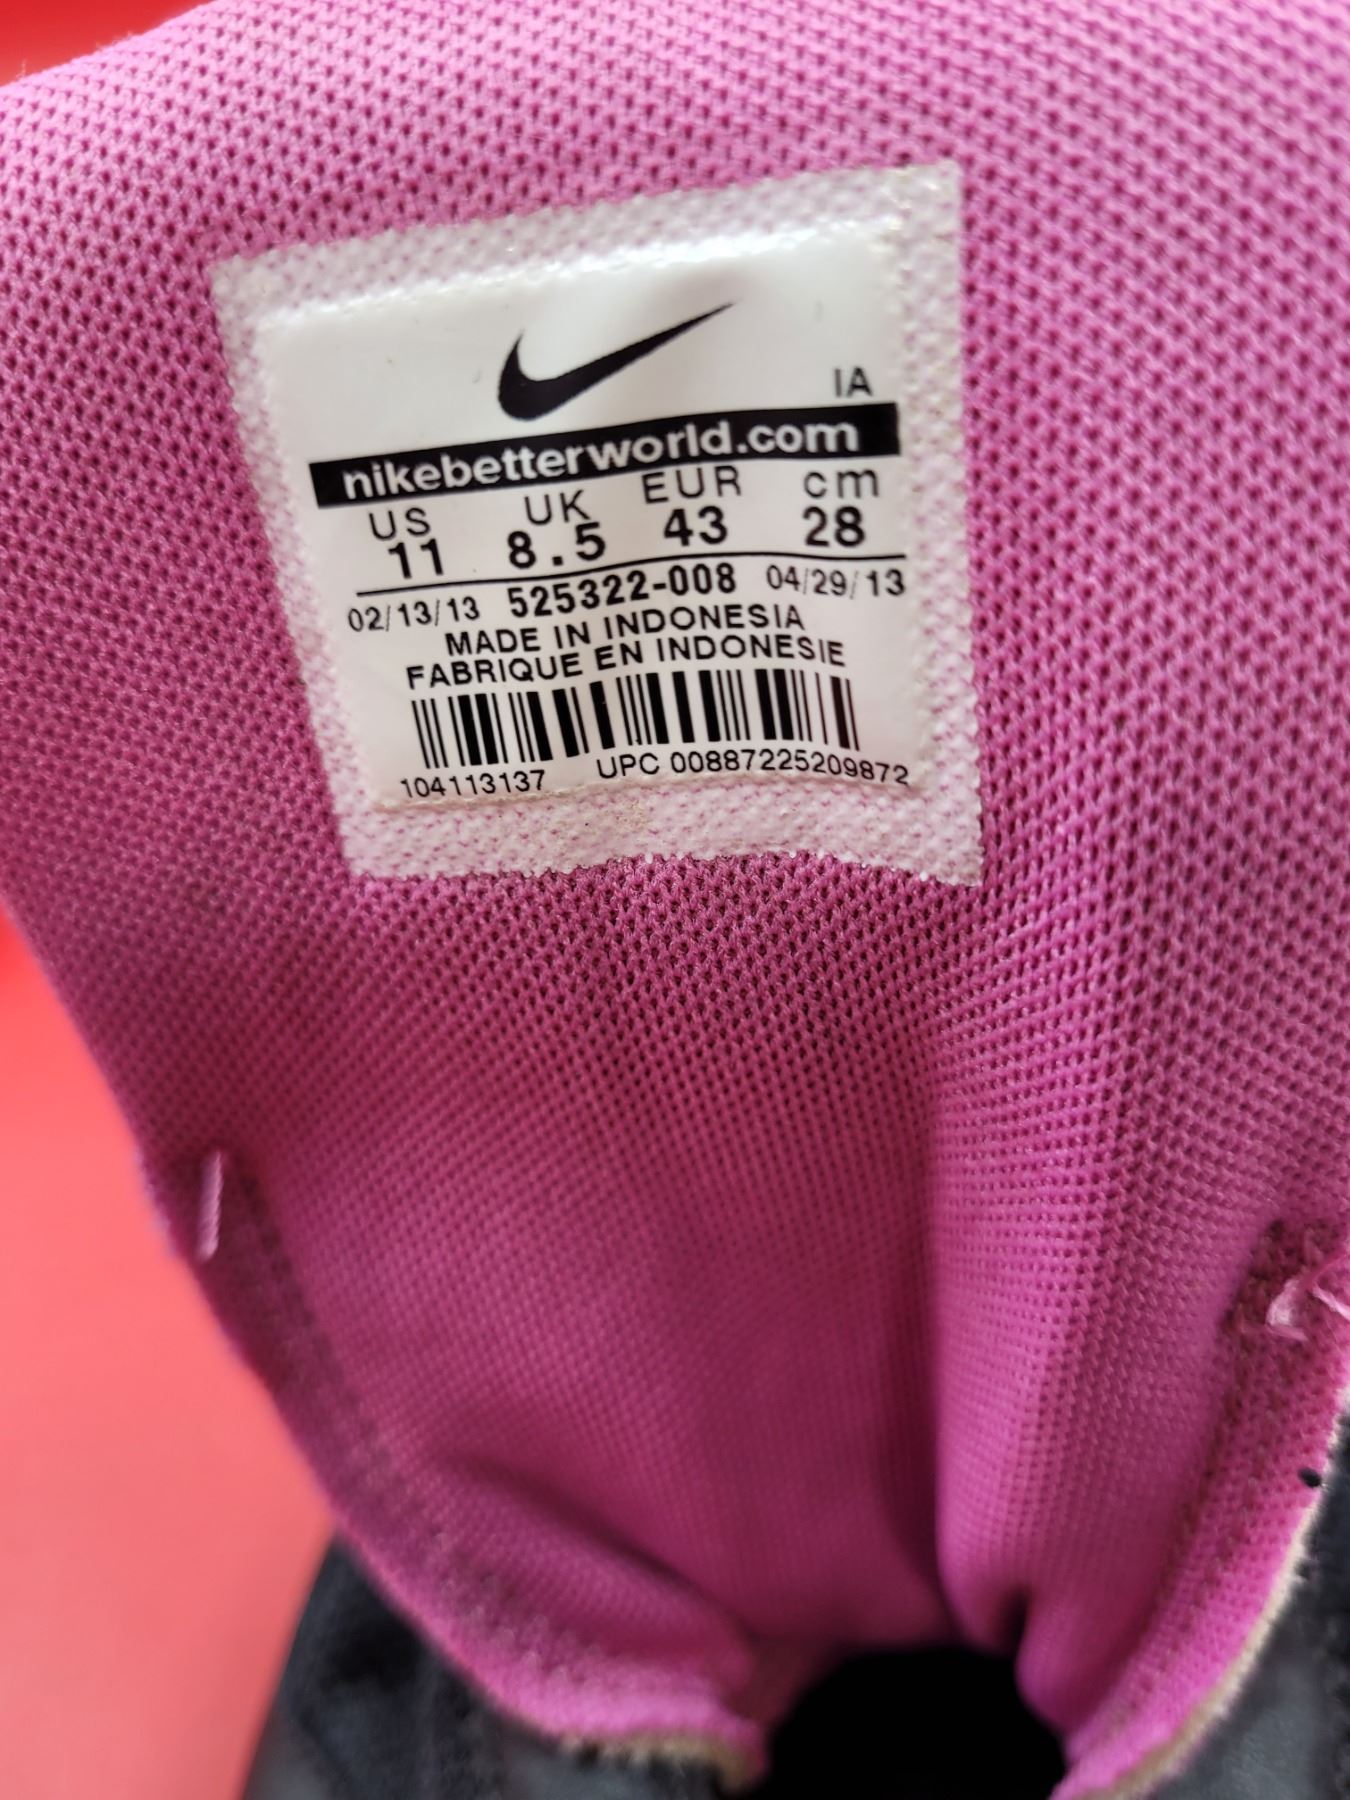 IA
nikebetterworld.com
US UK EUR cm
11 8.5 43 28
02/13/13 525322-008 04/29/13
MADE IN INDONESIA
FABRIQUE EN INDONESIE
104113137 UPC 00887225209872